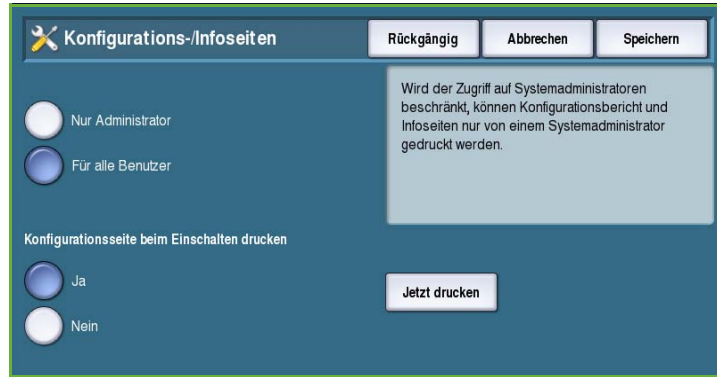 Konfigurations-/Infoseiten
Rückgängig
Abbrechen
Speichern
Nur Administrator
Für alle Benutzer
Wird der Zugriff auf Systemadministratoren
beschränkt, können Konfigurationsbericht und
Infoseiten nur von einem Systemadministrator
gedruckt werden.
Konfigurationsseite beim Einschalten drucken
Ja
Nein
Jetzt drucken